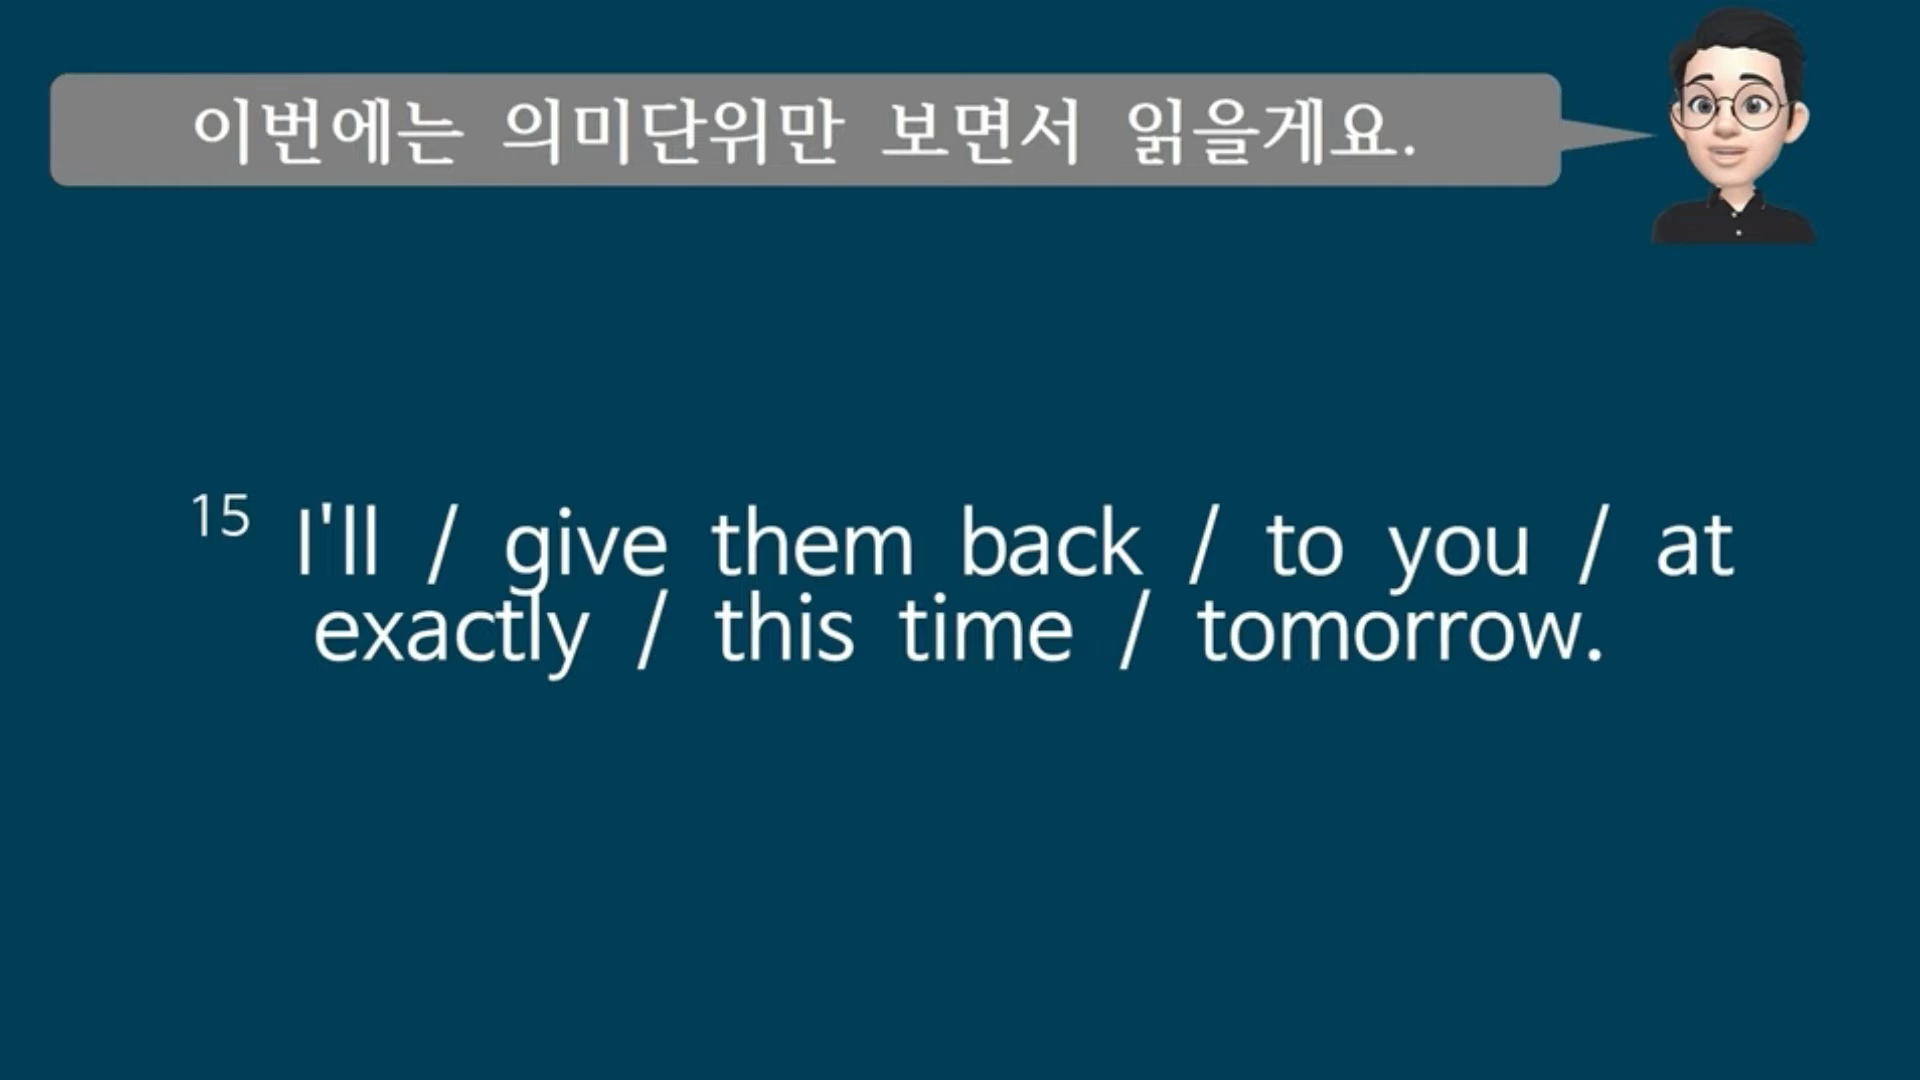 이번에는 의미단위만 보면서 읽을게요.
15 I'll / give them back / to you / at
exactly / this time / tomorrow.